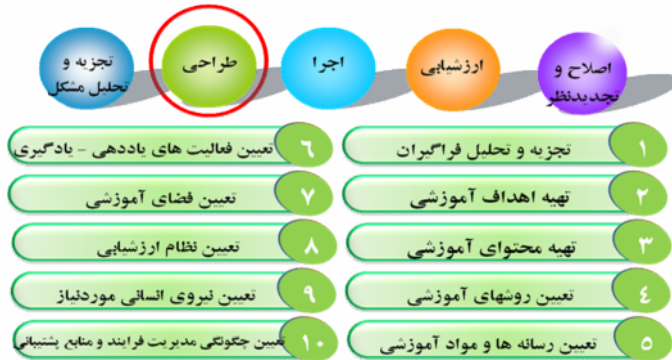 اصلاح و
تجدیدنظر
ارزشیابی
اجرا
طراحی
تجزیه و
تحلیل مشکل
۱ تجزیه و تحلیل فراگیران
۲ تهیه اهداف آموزشی
۳ تهیه محتوای آموزشی
٤ تعیین روشهای آموزشی
۵ تعیین رسانه ها و مواد آموزشی
٦ تعیین فعالیت های یاددهی - یادگیری
۷ تعیین فضای آموزشی
۸ تعیین نظام ارزشیابی
۹ تعیین نیروی انسانی موردنیاز
۱۰ تعیین چگونگی مدیریت فرایند و منابع پشتیبانی